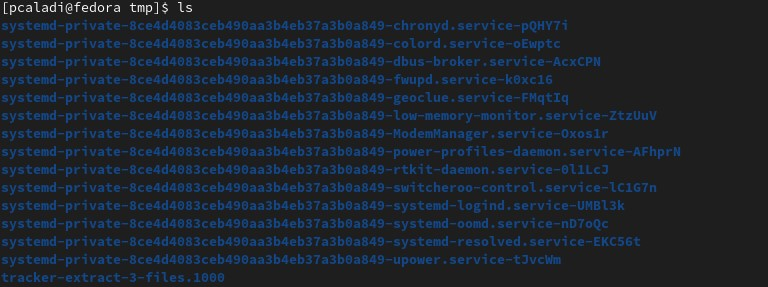 [pcaladi@fedora tmp]$ ls
systemd-private-8ce4d4083ceb490aa3b4eb37a3b0a849-chronyd.service-pQHY7i
systemd-private-8ce4d4083ceb490aa3b4eb37a3b0a849-colord.service-oEwptc
systemd-private-8ce4d4083ceb490aa3b4eb37a3b0a849-dbus-broker.service-AcxCPN
systemd-private-8ce4d4083ceb490aa3b4eb37a3b0a849-fwupd.service-k0xc16
systemd-private-8ce4d4083ceb490aa3b4eb37a3b0a849-geoclue.service-FMqtIq
systemd-private-8ce4d4083ceb490aa3b4eb37a3b0a849-low-memory-monitor.service-ZtzUuV
systemd-private-8ce4d4083ceb490aa3b4eb37a3b0a849-ModemManager.service-Oxos1r
systemd-private-8ce4d4083ceb490aa3b4eb37a3b0a849-power-profiles-daemon.service-AFhprN
systemd-private-8ce4d4083ceb490aa3b4eb37a3b0a849-rtkit-daemon.service-0l1LcJ
systemd-private-8ce4d4083ceb490aa3b4eb37a3b0a849-switcheroo-control.service-lC1G7n
systemd-private-8ce4d4083ceb490aa3b4eb37a3b0a849-systemd-logind.service-UMBl3k
systemd-private-8ce4d4083ceb490aa3b4eb37a3b0a849-systemd-oomd.service-nD7oQc
systemd-private-8ce4d4083ceb490aa3b4eb37a3b0a849-systemd-resolved.service-EKC56t
systemd-private-8ce4d4083ceb490aa3b4eb37a3b0a849-upower.service-tJvcWm
tracker-extract-3-files.1000